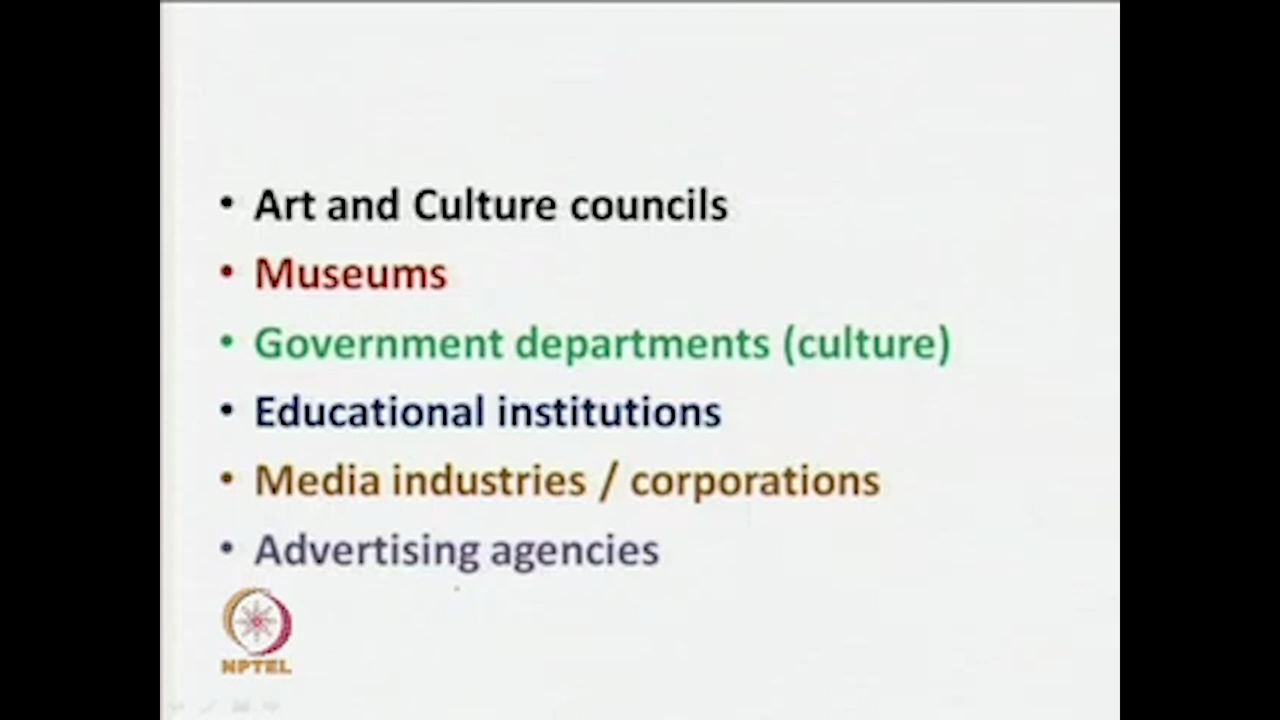 • Art and Culture councils
• Museums
• Government departments (culture)
• Educational institutions
• Media industries / corporations
• Advertising agencies
NPTEL